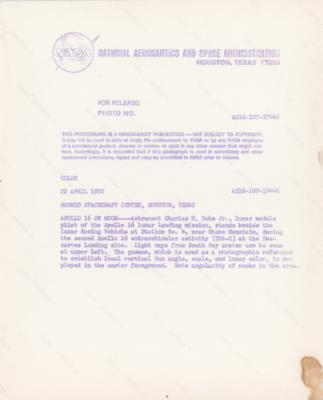 NASA
NATIONAL AERONAUTICS AND SPACE ADMINISTRATION
HOUSTON, TEXAS 77058
FOR RELEASE:
PHOTO NO.
AS16-107-17446
THIS PHOTOGRAPH IS A GOVERNMENT PUBLICATION—NOT SUBJECT TO COPYRIGHT.
It may not be used to state or imply the endorsement by NASA or by any NASA employee
of a commercial product, process or service, or used in any other manner that might mis-
lead. Accordingly, it is requested that if this photograph is used in advertising and other
commercial promotions, layout and copy be submitted to NASA prior to release.
COLOR
22 APRIL 1972
AS16-107-17446
MANNED SPACECRAFT CENTER, HOUSTON, TEXAS
APOLLO 16 ON MOON----Astronaut Charles M. Duke Jr., lunar module
pilot of the Apollo 16 lunar landing mission, stands beside the
Lunar Roving Vehicle at Station No. 4, near Stone Mountain, during
the second Apollo 16 extravehicular activity (EVA-2) at the Des-
cartes landing site. Light rays from South Ray crater can be seen
at upper left. The gnomon, which is used as a photographic reference
to establish local vertical Sun angle, scale, and lunar color, is de-
ployed in the center foreground. Note angularity of rocks in the area.